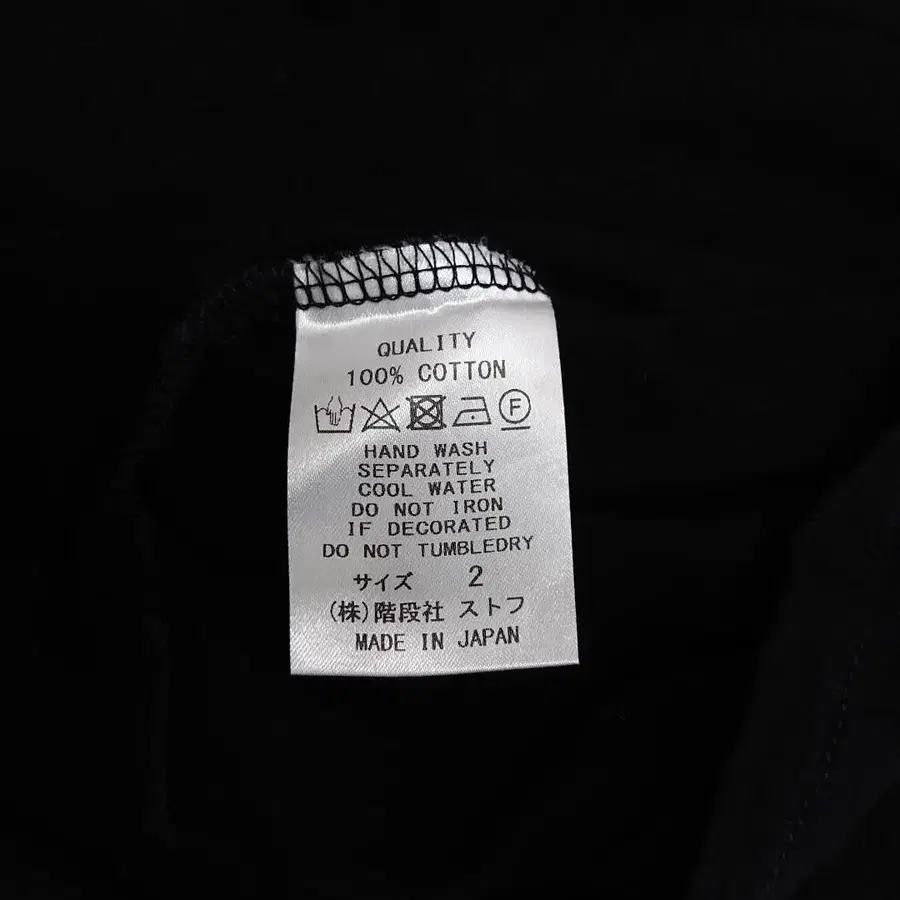 QUALITY
100% COTTON
F
HAND WASH
SEPARATELY
COOL WATER
DO NOT IRON
IF DECORATED
DO NOT TUMBLEDRY
サイズ 2
(株)階段社 ストフ
MADE IN JAPAN